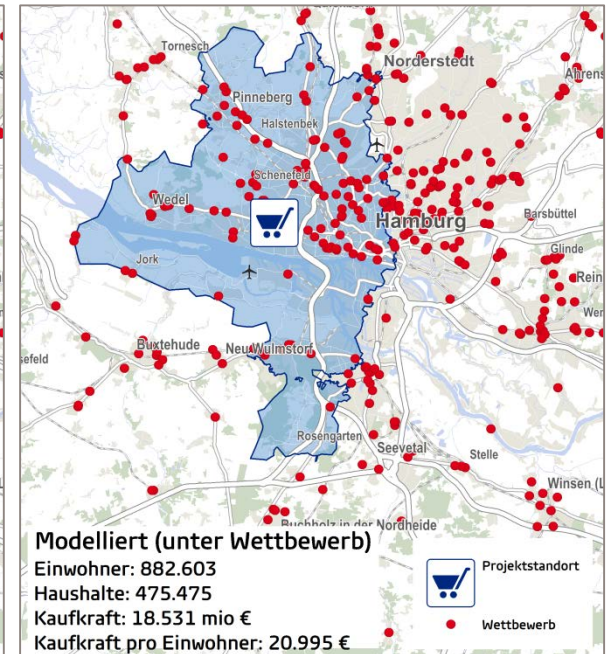 Tornesch
Norderstedt
Ahrens
Pinneberg
Halstenbek
Schenefeld
Wedel
Hamburg
Barsbüttel
Glinde
Jork
Rein
Buxtehude
Neu Wulmstorf
Rosengarten
Seevetal
Stelle
Winsen (L
Buchholz in der Nordheide
Modelliert (unter Wettbewerb)
Einwohner: 882.603
Haushalte: 475.475
Kaufkraft: 18.531 mio €
Kaufkraft pro Einwohner: 20.995 €
Projektstandort
Wettbewerb